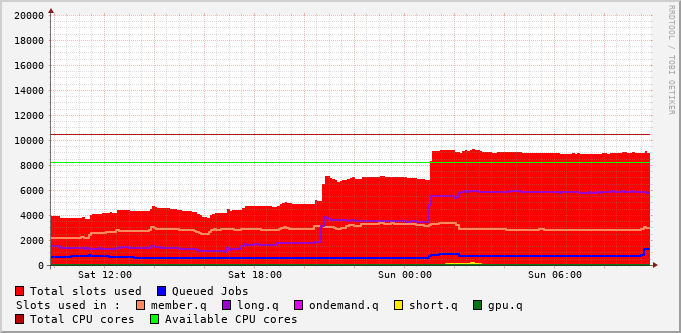 RRDTOOL / TOBI OETIKER
20000
18000
16000
14000
12000
10000
8000
6000
4000
2000
0
Sat 12:00 Sat 18:00 Sun 00:00 Sun 06:00
Total slots used Queued Jobs
Slots used in : member.q long.q ondemand.q short.q gpu.q
Total CPU cores Available CPU cores